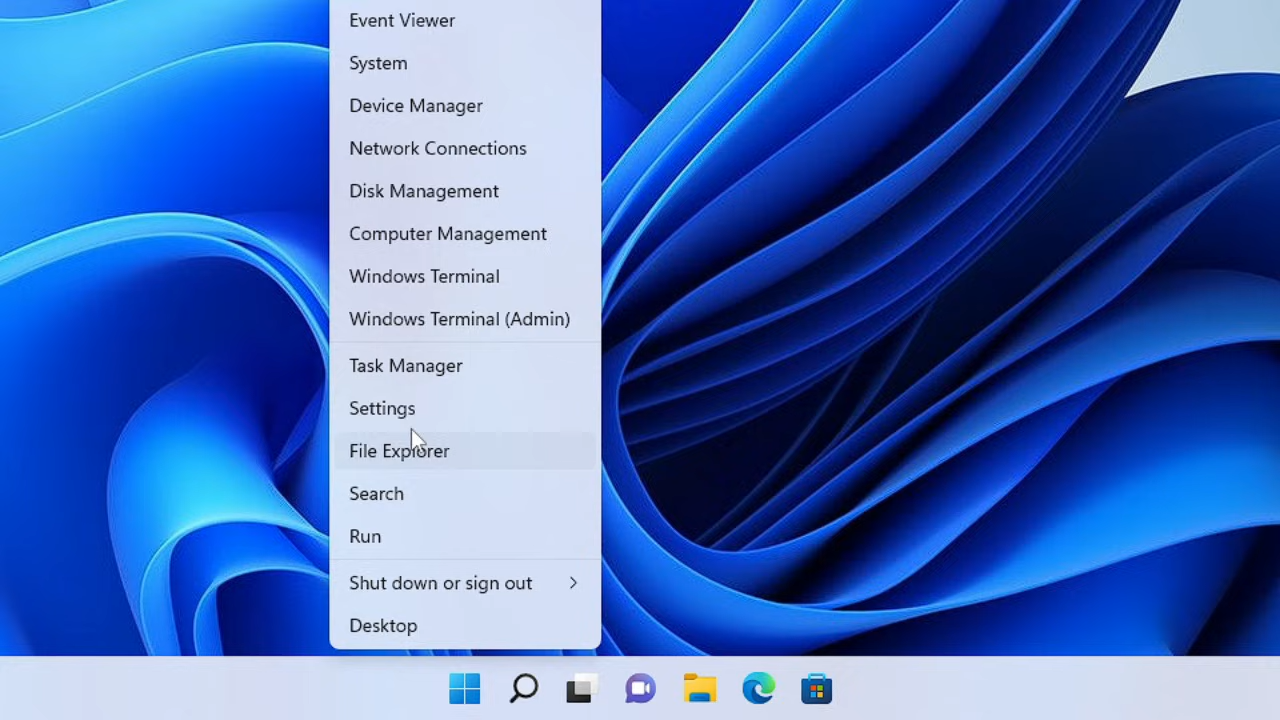 Event Viewer
System
Device Manager
Network Connections
Disk Management
Computer Management
Windows Terminal
Windows Terminal (Admin)
Task Manager
Settings
File Explorer
Search
Run
Shut down or sign out
Desktop